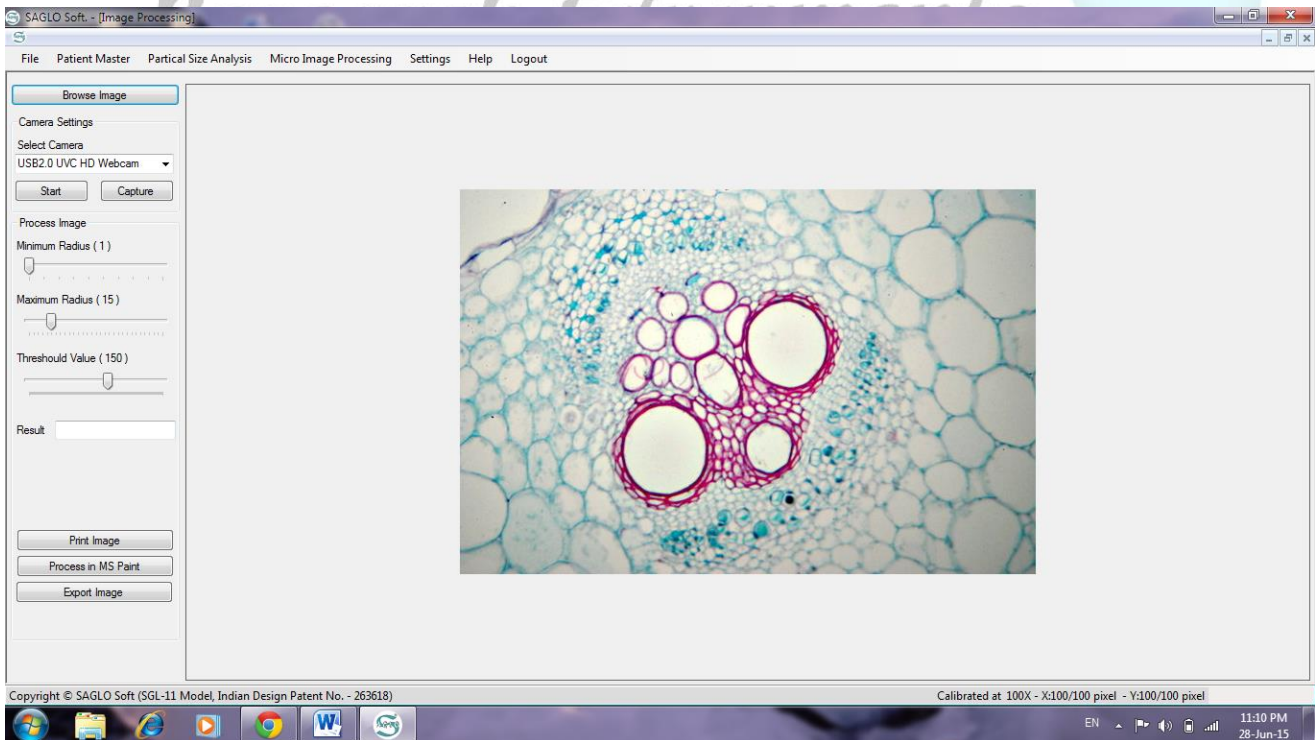 SAGLO Soft. - [Image Processing]
File Patient Master Partical Size Analysis Micro Image Processing Settings Help Logout
Browse Image
Camera Settings
Select Camera
USB2.0 UVC HD Webcam
Start Capture
Process Image
Minimum Radius ( 1 )
Maximum Radius ( 15 )
Threshould Value ( 150 )
Result
Print Image
Process in MS Paint
Export Image
Copyright © SAGLO Soft (SGL-11 Model, Indian Design Patent No. - 263618)
Calibrated at 100X - X:100/100 pixel - Y:100/100 pixel
EN
11:10 PM
28-Jun-15